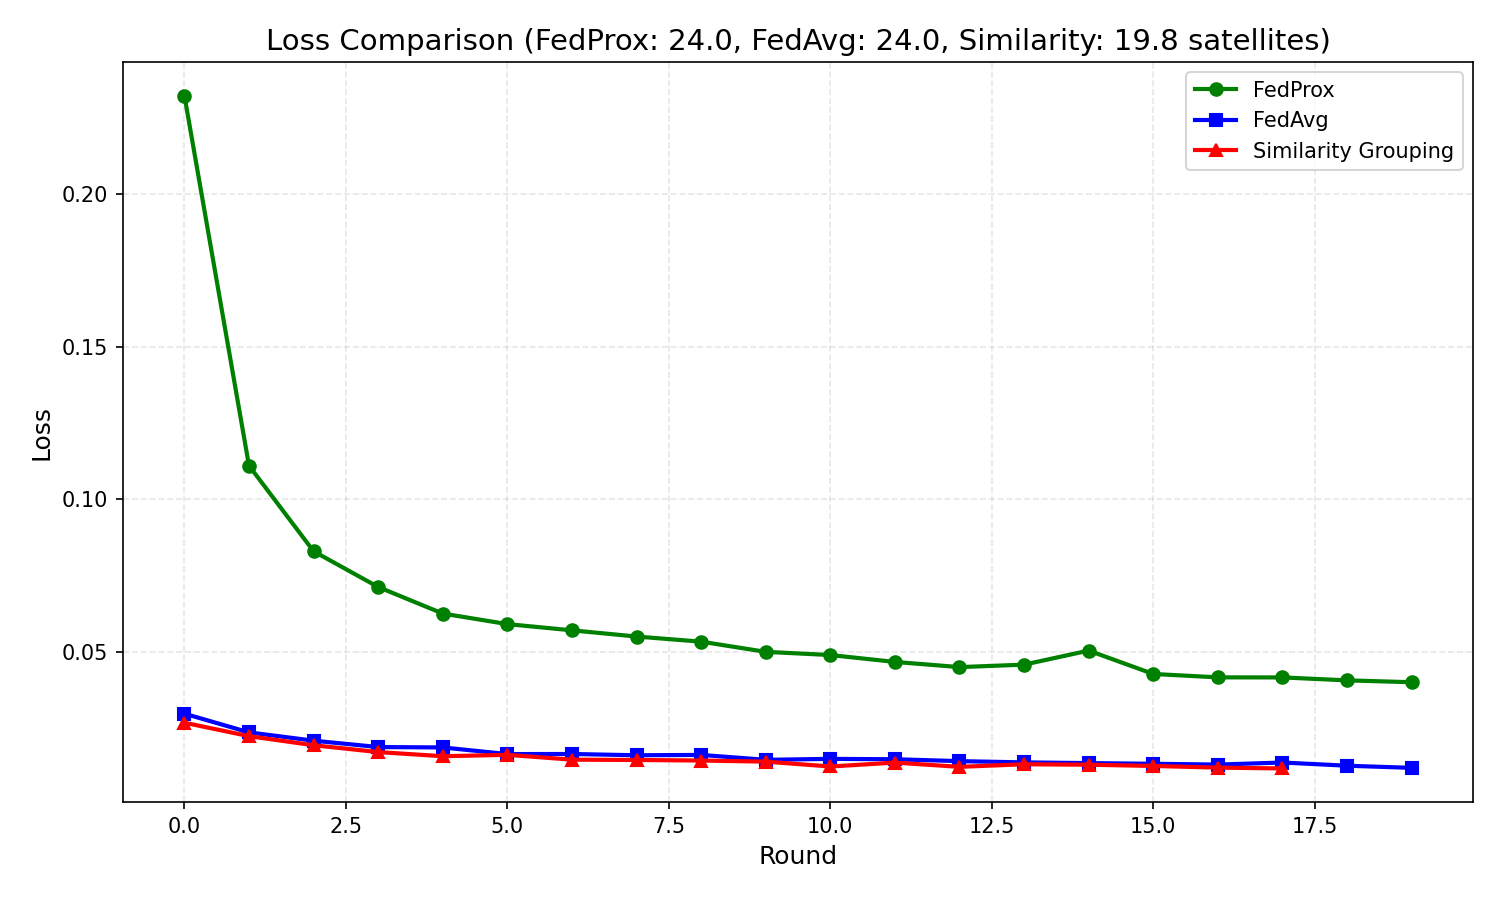 Loss Comparison (FedProx: 24.0, FedAvg: 24.0, Similarity: 19.8 satellites)
FedProx
FedAvg
Similarity Grouping
Loss
0.20
0.15
0.10
0.05
0.0 2.5 5.0 7.5 10.0 12.5 15.0 17.5
Round